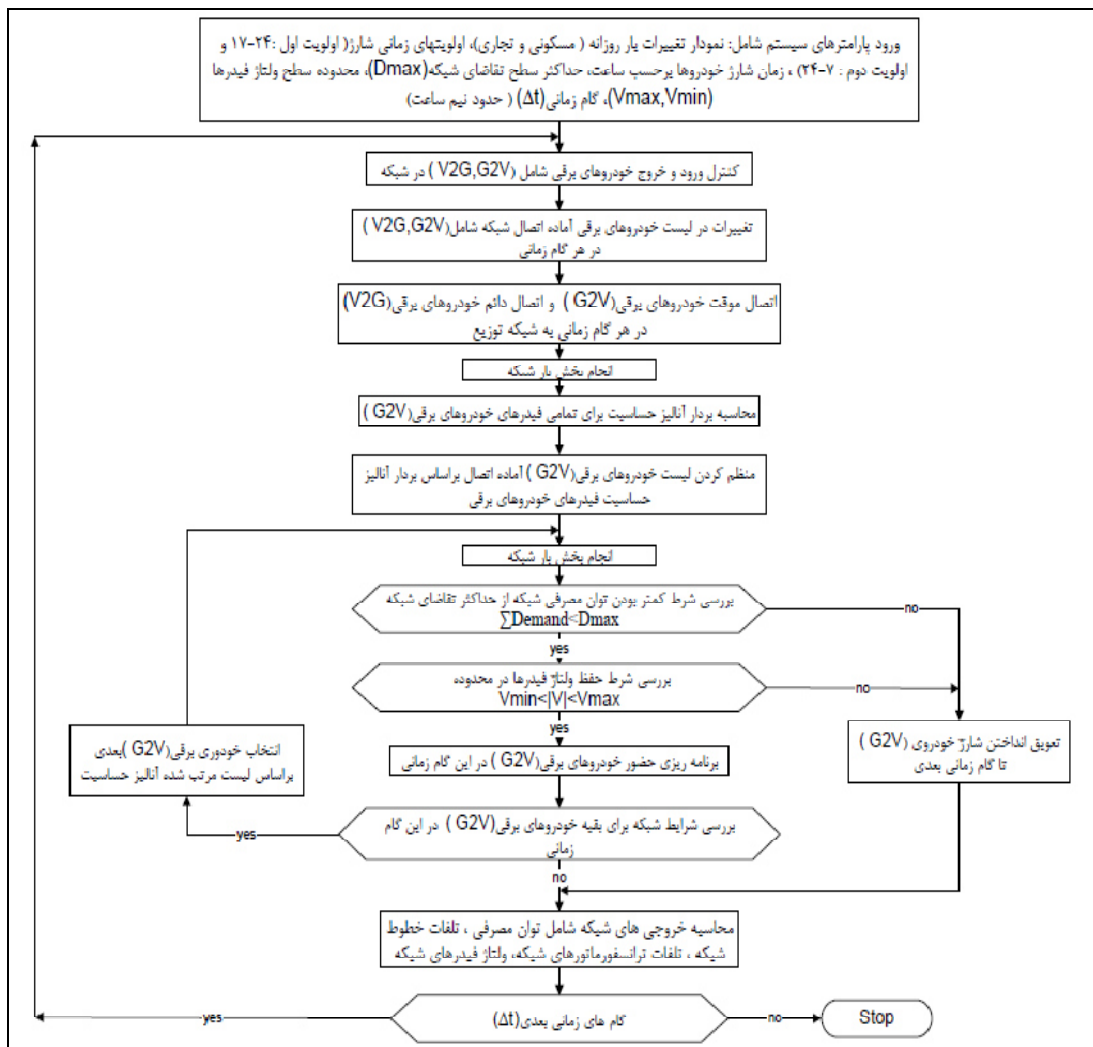 ورود پارامترهای سیستم شامل: نمودار تغییرات بار روزانه ( مسکونی و تجاری)، اولویتهای زمانی شارژ( اولویت اول :۲۴-۱۷ و
اولویت دوم : ۷-۲۴) ، زمان شارژ خودروها برحسب ساعت، حداکثر سطح تقاضای شبکه(Dmax)، محدوده سطح ولتاژ فیدرها
(Vmax,Vmin)، گام زمانی(Δt) ( حدود نیم ساعت)
کنترل ورود و خروج خودروهای برقی شامل (V2G,G2V ) در شبکه
تغییرات در لیست خودروهای برقی آماده اتصال شبکه شامل(V2G,G2V )
در هر گام زمانی
اتصال موقت خودروهای برقی(G2V ) و اتصال دائم خودروهای برقی(V2G)
در هر گام زمانی به شبکه توزیع
انجام پخش بار شبکه
محاسبه بردار آنالیز حساسیت برای تمامی فیدرهای خودروهای برقی(G2V )
منظم کردن لیست خودروهای برقی(G2V ) آماده اتصال براساس بردار آنالیز
حساسیت فیدرهای خودروهای برقی
انجام پخش بار شبکه
بررسی شرط کمتر بودن توان مصرفی شبکه از حداکثر تقاضای شبکه
∑Demand<Dmax
no
yes
بررسی شرط حفظ ولتاژ فیدرها در محدوده
Vmin<|V|<Vmax
no
yes
تعویق انداختن شارژ خودروی (G2V )
تا گام زمانی بعدی
انتخاب خودوری برقی(G2V )بعدی
براساس لیست مرتب شده آنالیز حساسیت
برنامه ریزی حضور خودروهای برقی(G2V ) در این گام زمانی
بررسی شرایط شبکه برای بقیه خودروهای برقی(G2V ) در این گام
زمانی
yes
no
محاسبه خروجی های شبکه شامل توان مصرفی ، تلفات خطوط
شبکه ، تلفات ترانسفورماتورهای شبکه، ولتاژ فیدرهای شبکه
گام های زمانی بعدی(Δt)
yes
no
Stop